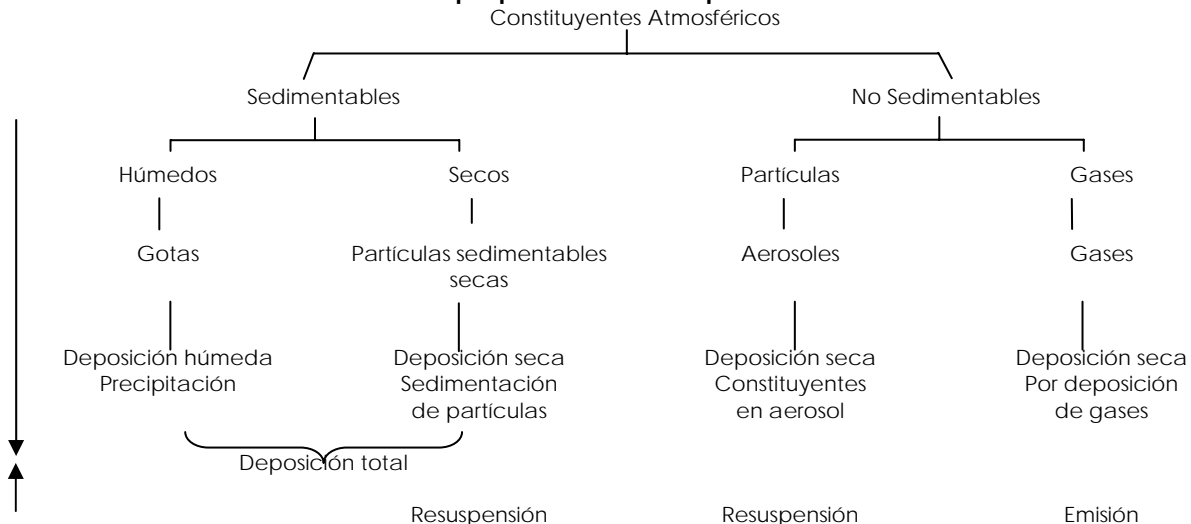 Constituyentes Atmosféricos
Sedimentables No Sedimentables
Húmedos Secos Partículas Gases
Gotas Partículas sedimentables secas Aerosoles Gases
Deposición húmeda Precipitación
Deposición seca Sedimentación de partículas
Deposición seca Constituyentes en aerosol
Deposición seca Por deposición de gases
Deposición total
Resuspensión Resuspensión Emisión